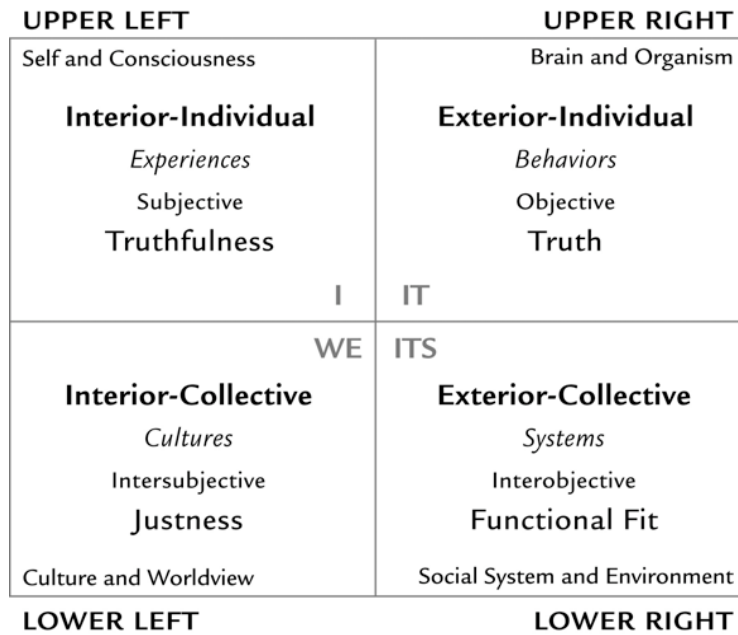 UPPER LEFT
UPPER RIGHT
Self and Consciousness
Interior-Individual
Experiences
Subjective
Truthfulness
I
Brain and Organism
Exterior-Individual
Behaviors
Objective
Truth
IT
WE
Interior-Collective
Cultures
Intersubjective
Justness
Culture and Worldview
ITS
Exterior-Collective
Systems
Interobjective
Functional Fit
Social System and Environment
LOWER LEFT
LOWER RIGHT